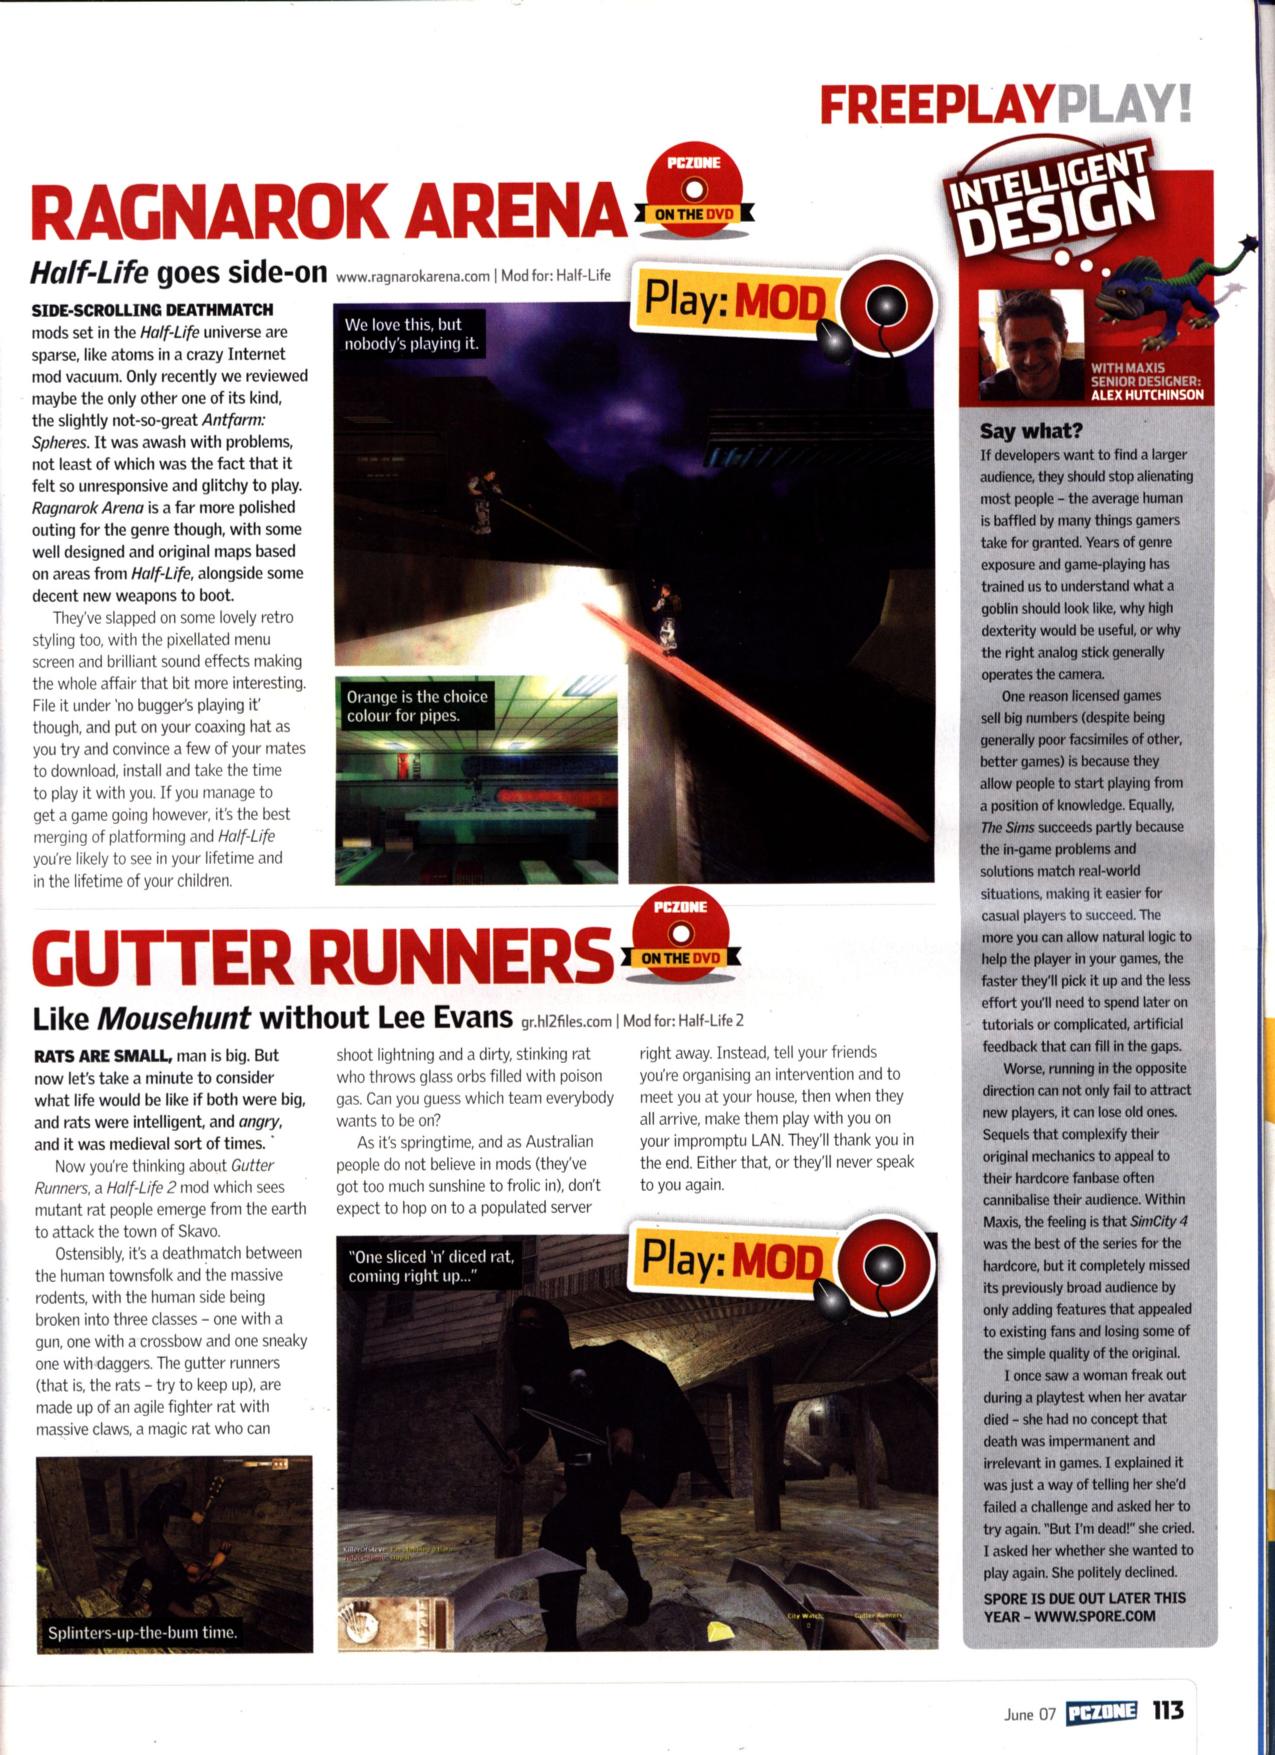 FREEPLAYPLAY!
RAGNAROK ARENA
PCZONE
ON THE DVD
Half-Life goes side-on www.ragnarokarena.com | Mod for: Half-Life
Play: MOD
SIDE-SCROLLING DEATHMATCH
mods set in the Half-Life universe are
sparse, like atoms in a crazy Internet
mod vacuum. Only recently we reviewed
maybe the only other one of its kind,
the slightly not-so-great Antfarm:
Spheres. It was awash with problems,
not least of which was the fact that it
felt so unresponsive and glitchy to play.
Ragnarok Arena is a far more polished
outing for the genre though, with some
well designed and original maps based
on areas from Half-Life, alongside some
decent new weapons to boot.
They've slapped on some lovely retro
styling too, with the pixellated menu
screen and brilliant sound effects making
the whole affair that bit more interesting.
File it under 'no bugger's playing it'
though, and put on your coaxing hat as
you try and convince a few of your mates
to download, install and take the time
to play it with you. If you manage to
get a game going however, it's the best
merging of platforming and Half-Life
you're likely to see in your lifetime and
in the lifetime of your children.
We love this, but
nobody's playing it.
Orange is the choice
colour for pipes.
GUTTER RUNNERS
PCZONE
ON THE DVD
Like Mousehunt without Lee Evans gr.hl2files.com | Mod for: Half-Life 2
RATS ARE SMALL, man is big. But
now let's take a minute to consider
what life would be like if both were big,
and rats were intelligent, and angry,
and it was medieval sort of times.
Now you're thinking about Gutter
Runners, a Half-Life 2 mod which sees
mutant rat people emerge from the earth
to attack the town of Skavo.
Ostensibly, it's a deathmatch between
the human townsfolk and the massive
rodents, with the human side being
broken into three classes – one with a
gun, one with a crossbow and one sneaky
one with daggers. The gutter runners
(that is, the rats – try to keep up), are
made up of an agile fighter rat with
massive claws, a magic rat who can
shoot lightning and a dirty, stinking rat
who throws glass orbs filled with poison
gas. Can you guess which team everybody
wants to be on?
As it's springtime, and as Australian
people do not believe in mods (they've
got too much sunshine to frolic in), don't
expect to hop on to a populated server
right away. Instead, tell your friends
you're organising an intervention and to
meet you at your house, then when they
all arrive, make them play with you on
your impromptu LAN. They'll thank you in
the end. Either that, or they'll never speak
to you again.
Splinters-up-the-bum time.
"One sliced 'n' diced rat,
coming right up..."
Play: MOD
City Watch
Gutter Runners
INTELLIGENT
DESIGN
WITH MAXIS
SENIOR DESIGNER:
ALEX HUTCHINSON
Say what?
If developers want to find a larger
audience, they should stop alienating
most people – the average human
is baffled by many things gamers
take for granted. Years of genre
exposure and game-playing has
trained us to understand what a
goblin should look like, why high
dexterity would be useful, or why
the right analog stick generally
operates the camera.
One reason licensed games
sell big numbers (despite being
generally poor facsimiles of other,
better games) is because they
allow people to start playing from
a position of knowledge. Equally,
The Sims succeeds partly because
the in-game problems and
solutions match real-world
situations, making it easier for
casual players to succeed. The
more you can allow natural logic to
help the player in your games, the
faster they'll pick it up and the less
effort you'll need to spend later on
tutorials or complicated, artificial
feedback that can fill in the gaps.
Worse, running in the opposite
direction can not only fail to attract
new players, it can lose old ones.
Sequels that complexify their
original mechanics to appeal to
their hardcore fanbase often
cannibalise their audience. Within
Maxis, the feeling is that SimCity 4
was the best of the series for the
hardcore, but it completely missed
its previously broad audience by
only adding features that appealed
to existing fans and losing some of
the simple quality of the original.
I once saw a woman freak out
during a playtest when her avatar
died – she had no concept that
death was impermanent and
irrelevant in games. I explained it
was just a way of telling her she'd
failed a challenge and asked her to
try again. "But I'm dead!" she cried.
I asked her whether she wanted to
play again. She politely declined.
SPORE IS DUE OUT LATER THIS
YEAR – WWW.SPORE.COM
June 07 PCZONE 113